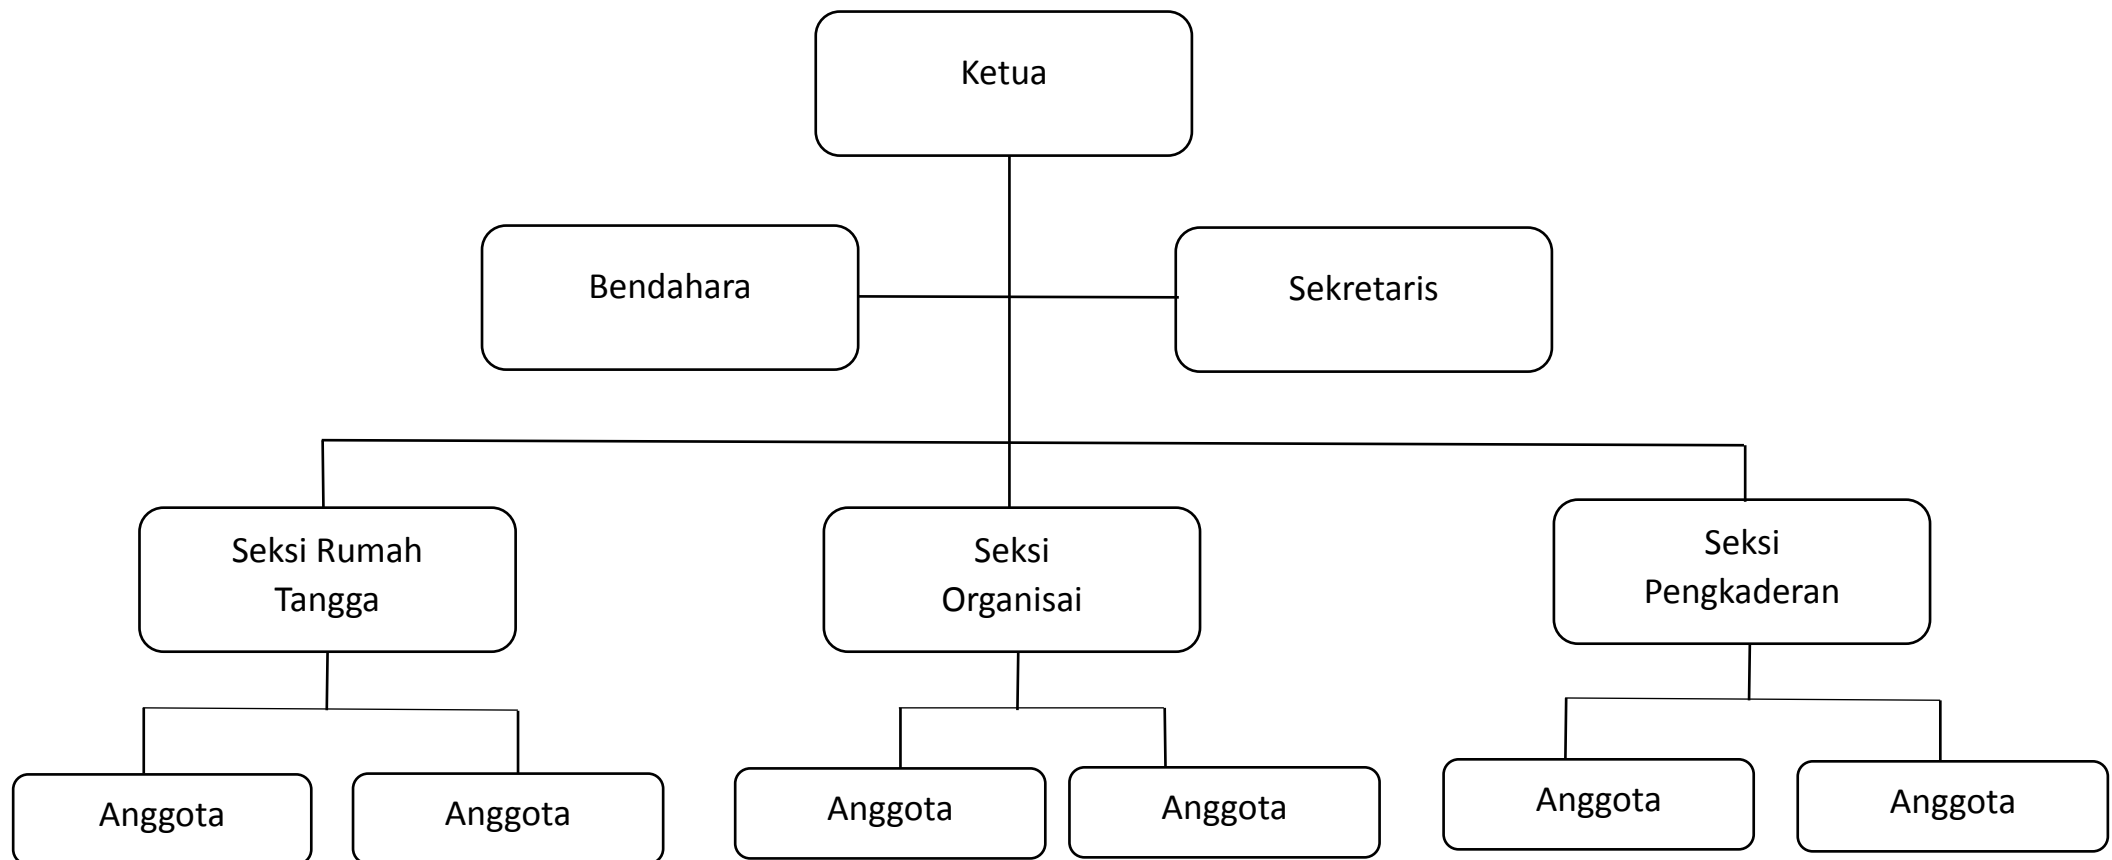 Ketua
Bendahara
Sekretaris
Seksi Rumah
Tangga
Seksi
Organisai
Seksi
Pengkaderan
Anggota
Anggota
Anggota
Anggota
Anggota
Anggota